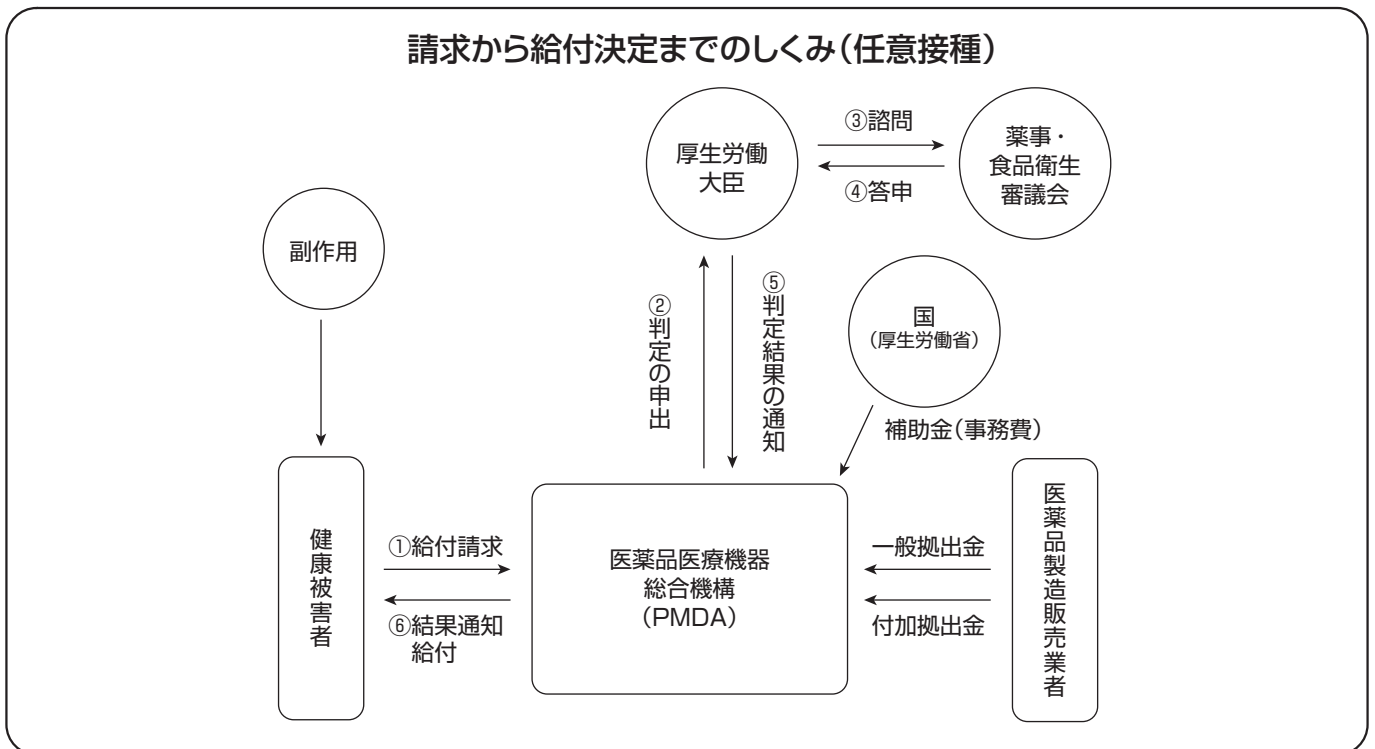 請求から給付決定までのしくみ（任意接種）
厚生労働
大臣
③諮問
④答申
薬事・
食品衛生
審議会
副作用
②判定の申出
⑤判定結果の通知
国
（厚生労働省）
補助金（事務費）
健康被害者
①給付請求
⑥結果通知
給付
医薬品医療機器
総合機構
（PMDA）
一般拠出金
付加拠出金
医薬品製造販売業者